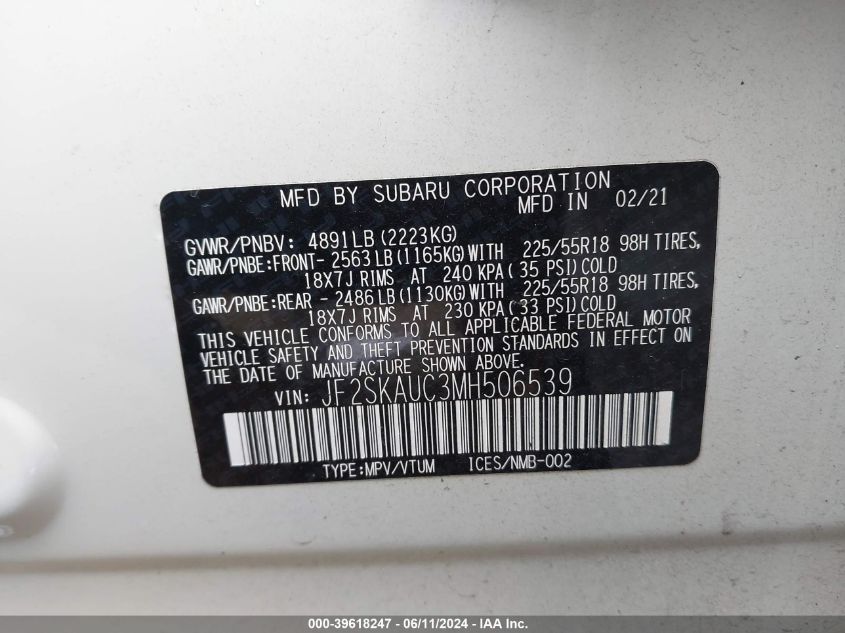 MFD BY SUBARU CORPORATION
MFD IN 02/21
GVWR/PNBV: 4891LB(2223KG)
GAWR/PNBE:FRONT- 2563LB(1165KG)WITH 225/55R18 98H TIRES,
18X7J RIMS AT 240 KPA( 35 PSI)COLD
GAWR/PNBE:REAR - 2486LB(1130KG)WITH 225/55R18 98H TIRES,
18X7J RIMS AT 230 KPA( 33 PSI)COLD
THIS VEHICLE CONFORMS TO ALL APPLICABLE FEDERAL MOTOR
VEHICLE SAFETY AND THEFT PREVENTION STANDARDS IN EFFECT ON
THE DATE OF MANUFACTURE SHOWN ABOVE.
VIN: JF2SKAUC3MH506539
TYPE:MPV/VTUM ICES/NMB-002
000-39618247 - 06/11/2024 - IAA Inc.